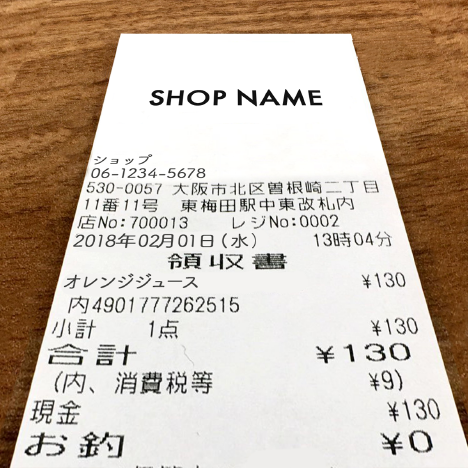 SHOP NAME
ショップ
06-1234-5678
530-0057 大阪市北区曽根崎二丁目
11番11号 東梅田駅中東改札内
店No:700013 レジNo:0002
2018年02月01日(水) 13時04分
領収書
オレンジジュース ¥130
内4901777262515
小計 1点 ¥130
合計 ¥130
(内、消費税等 ¥9)
現金 ¥130
お釣 ¥0